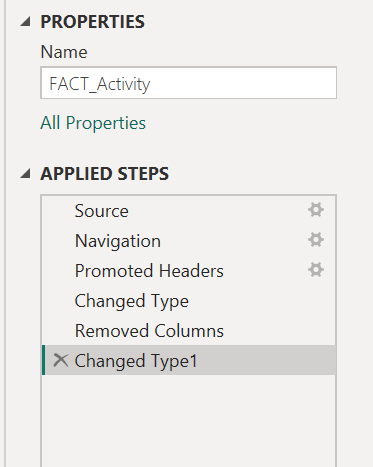 PROPERTIES
Name
FACT_Activity
All Properties
APPLIED STEPS
Source
Navigation
Promoted Headers
Changed Type
Removed Columns
Changed Type1